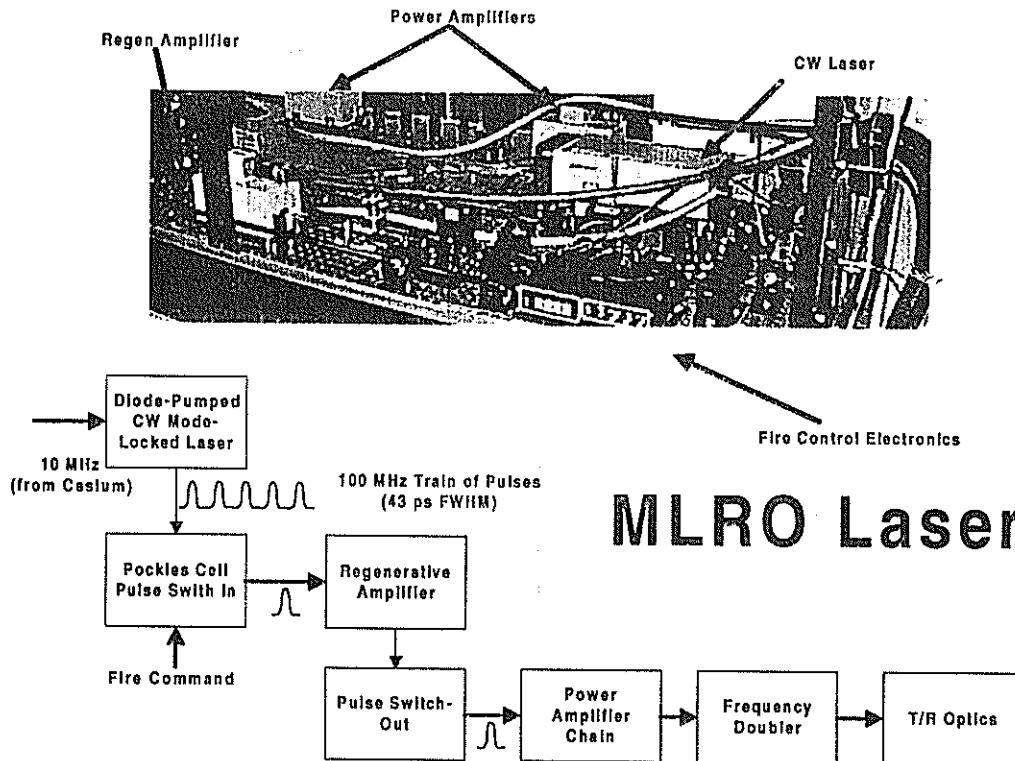 Power Amplifiers
Regen Amplifier
CW Laser
Fire Control Electronics
Diode-Pumped
CW Mode-
Locked Laser
10 MHz
(from Cesium)
100 MHz Train of Pulses
(43 ps FWHM)
MLRO Laser
Pockles Cell
Pulse Swith In
Regenerative
Amplifier
Fire Command
Pulse Switch-
Out
Power
Amplifier
Chain
Frequency
Doubler
T/R Optics